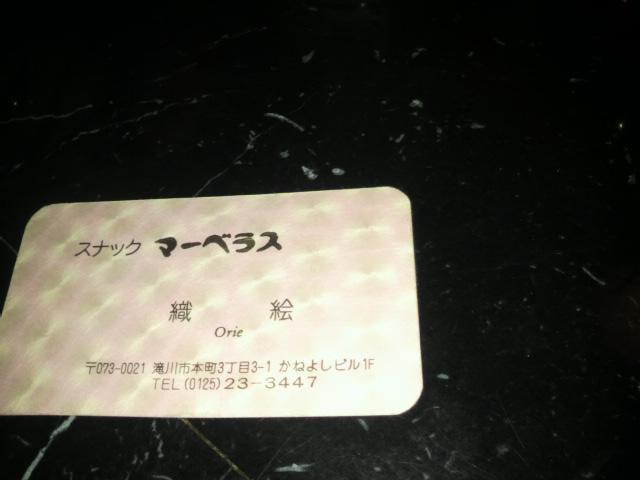 スナック マーベラス
織 絵
Orie
〒073-0021 滝川市本町3丁目3-1 かねよしビル1F
TEL (0125) 23-3447